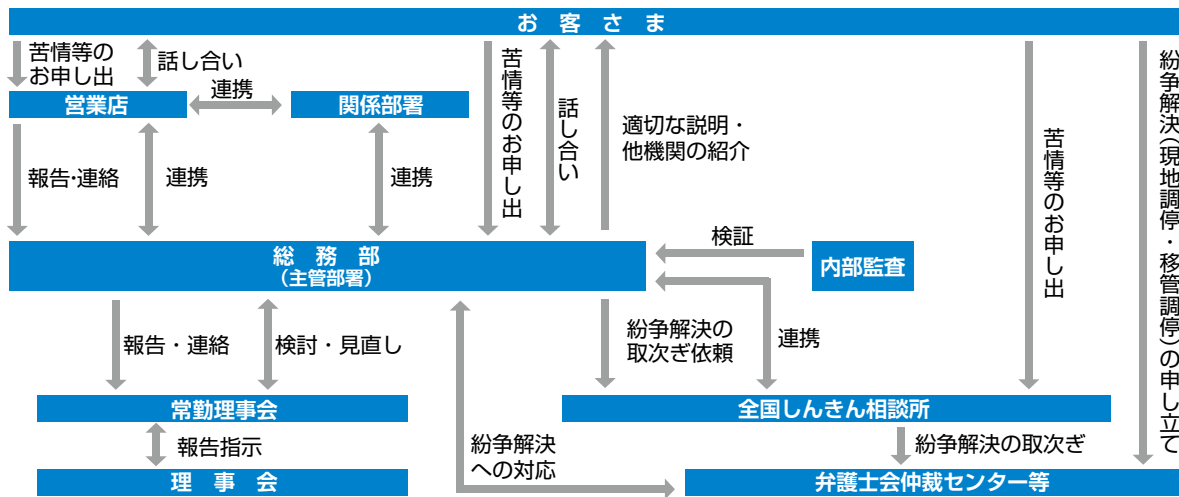 お客さま
苦情等の
お申し出
話し合い
苦情等のお申し出
話し合い
適切な説明・
他機関の紹介
苦情等のお申し出
紛争解決(現地調停・移管調停)の申し立て
営業店
連携
関係部署
報告・連絡
連携
連携
総務部
(主管部署)
検証
内部監査
報告・連絡
検討・見直し
紛争解決の
取次ぎ依頼
連携
常勤理事会
全国しんきん相談所
報告指示
紛争解決
への対応
紛争解決の取次ぎ
理事会
弁護士会仲裁センター等